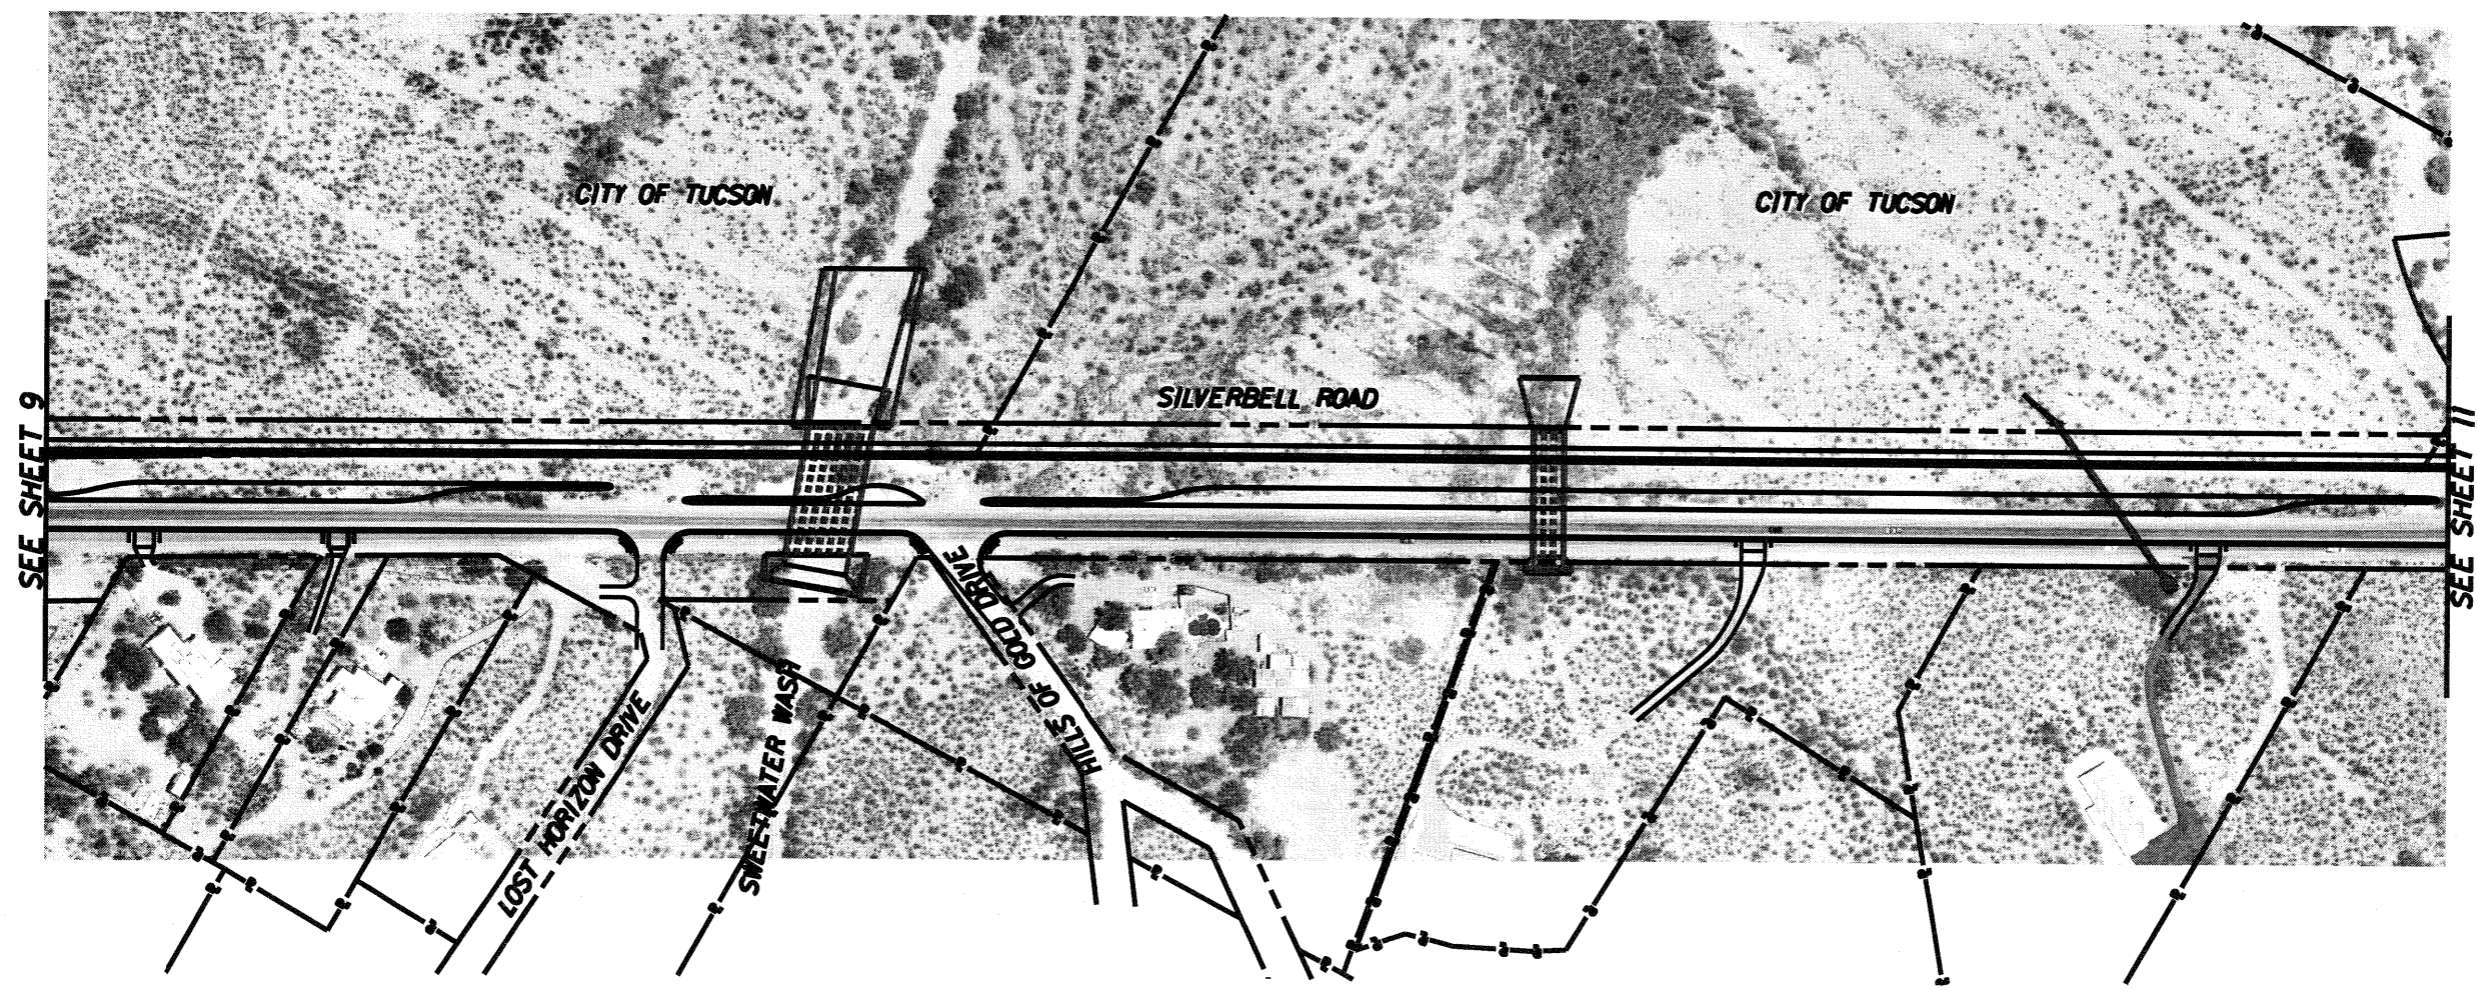 CITY OF TUCSON
CITY OF TUCSON
SILVERBELL ROAD
SEE SHEET 9
SEE SHEET 11
HILLS OF GOLD DRIVE
LOST HORIZON DRIVE
SWEETWATER WASH